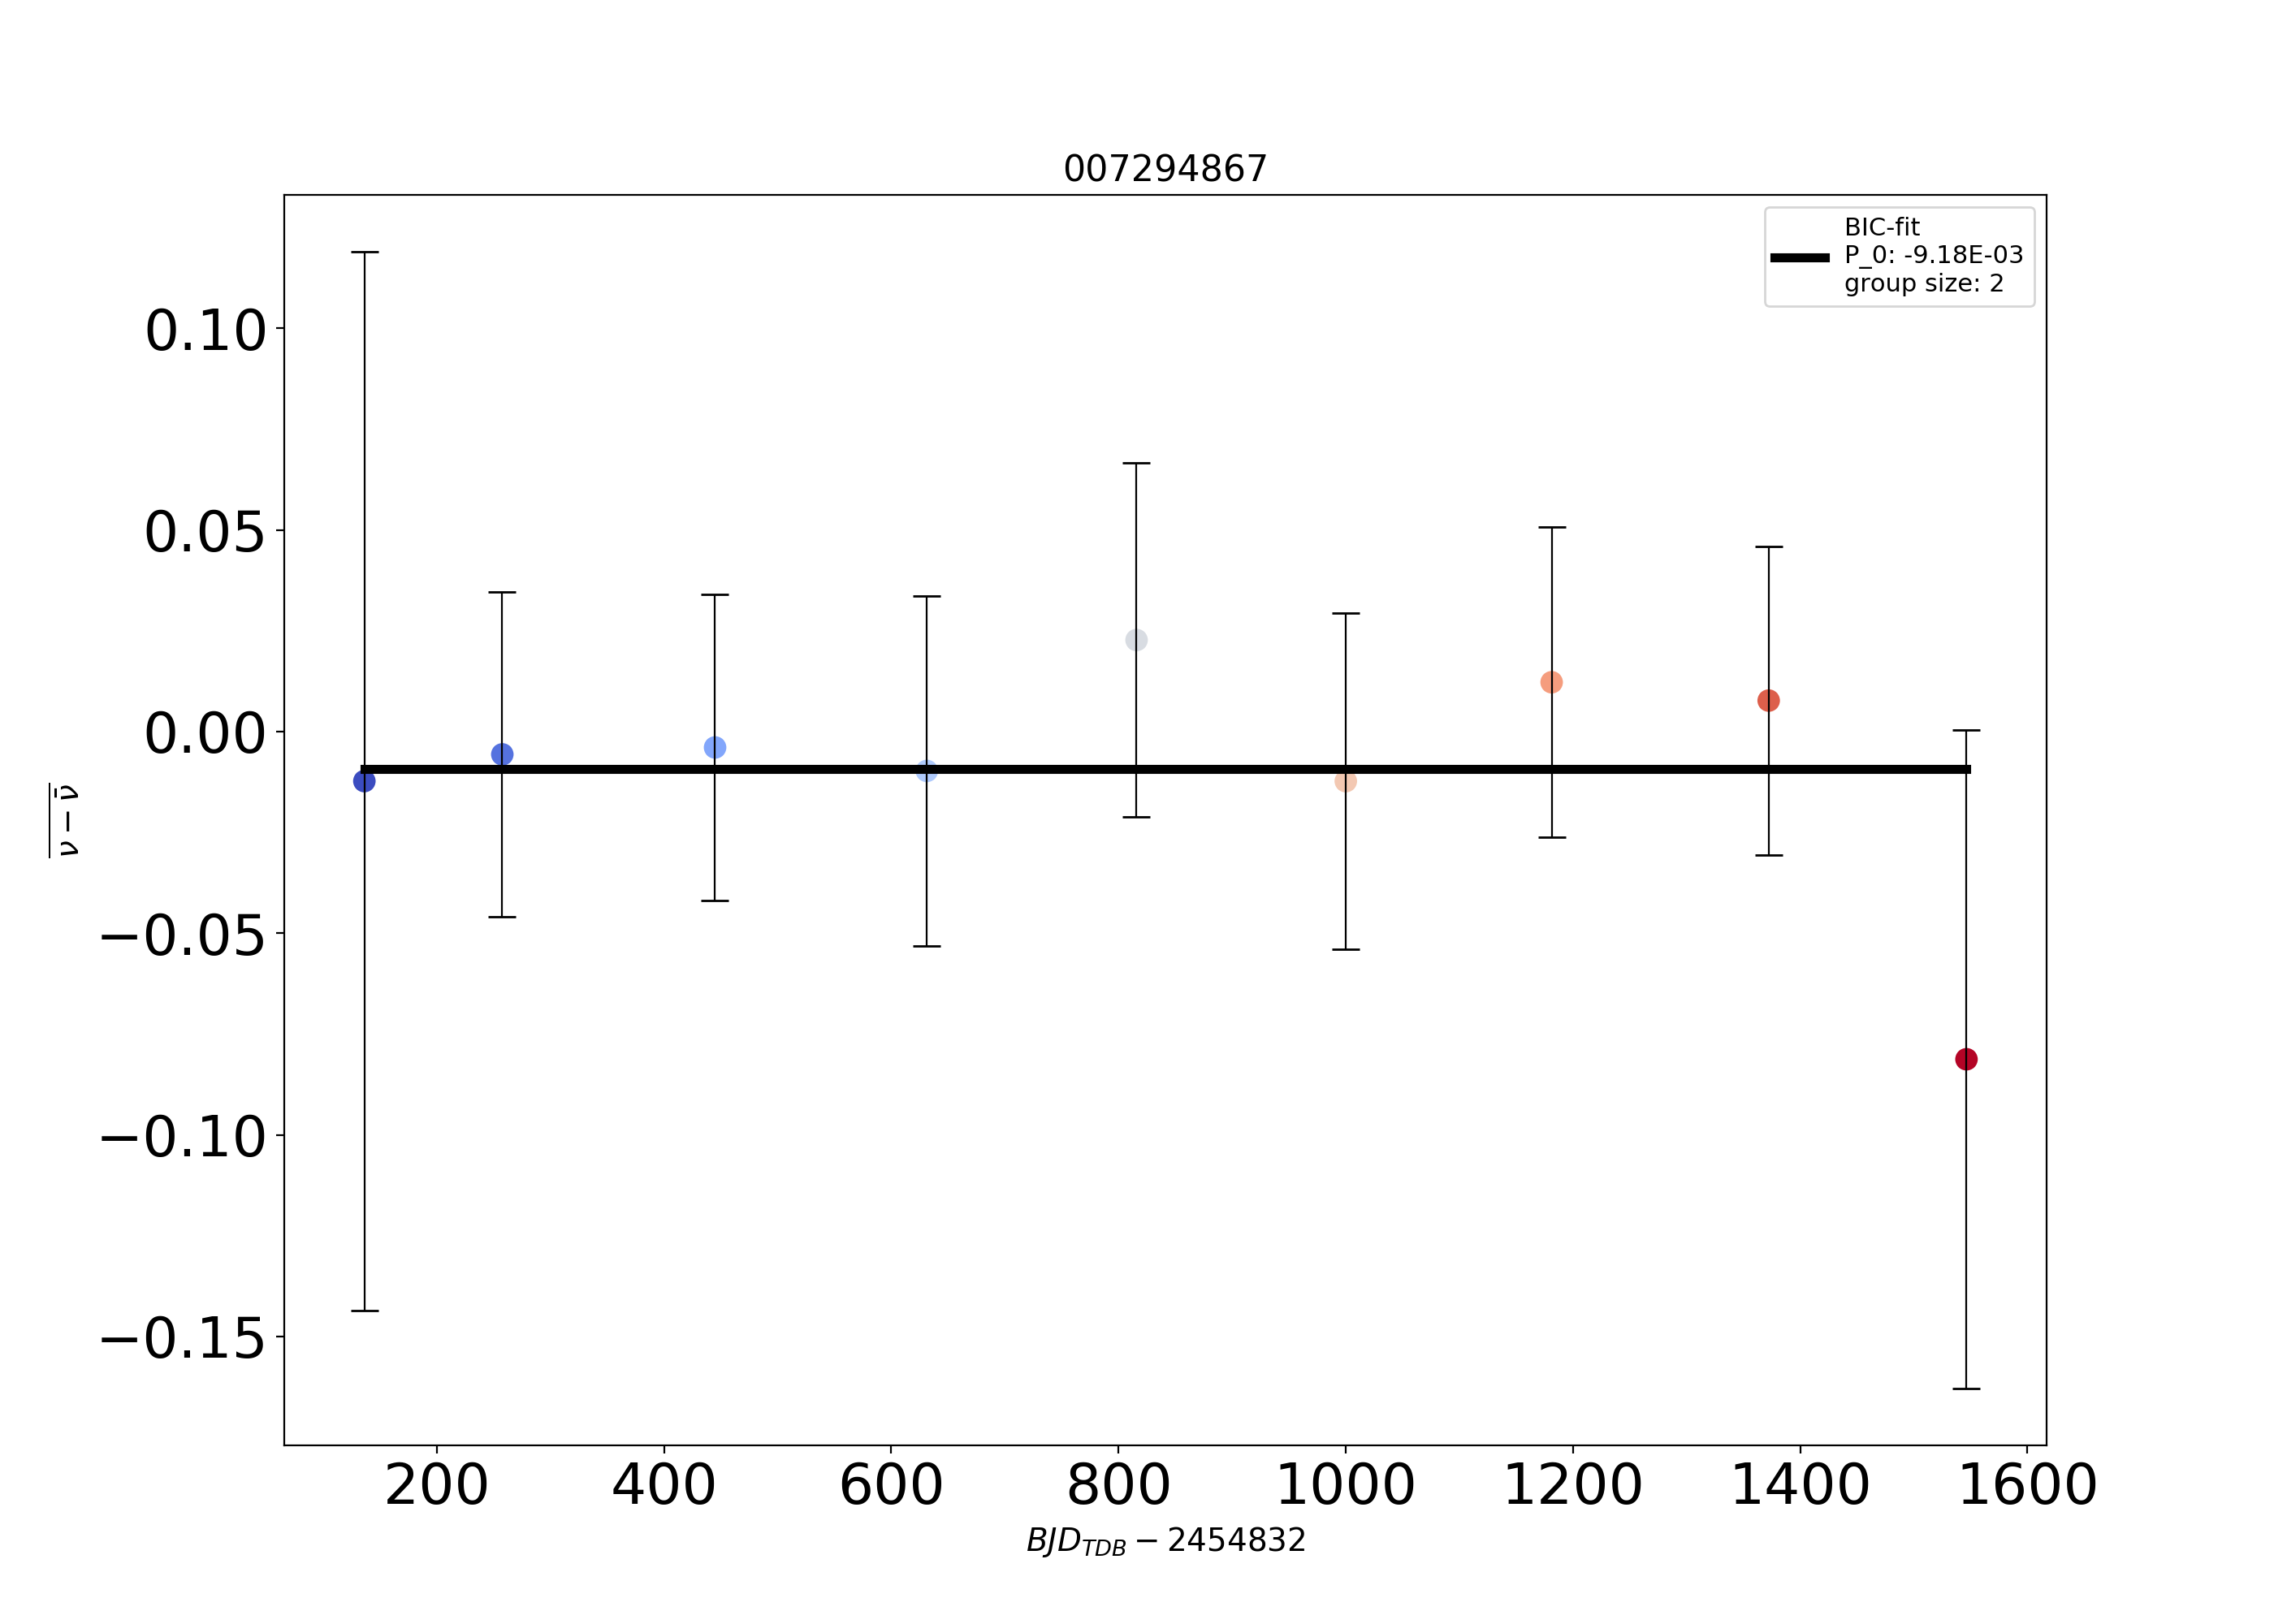 007294867
BIC-fit
P_0: -9.18E-03
group size: 2
0.10
0.05
0.00
−0.05
−0.10
−0.15
ν − ν̄
200 400 600 800 1000 1200 1400 1600
BJD_TDB − 2454832